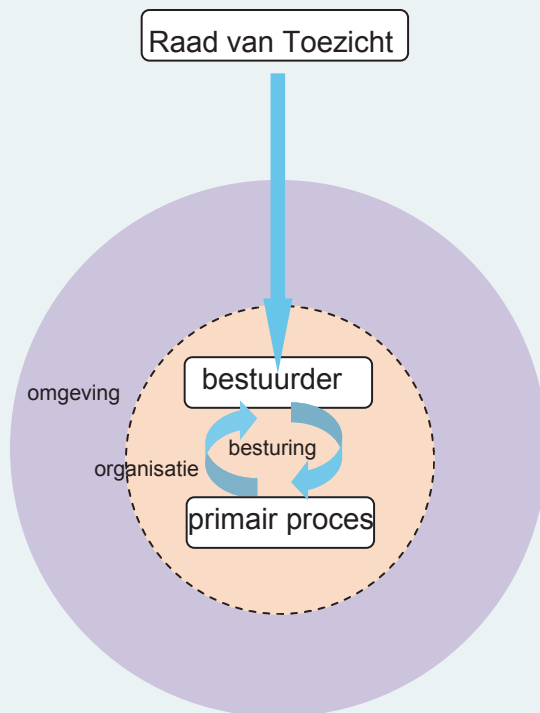 Raad van Toezicht
bestuurder
omgeving
besturing
organisatie
primair proces